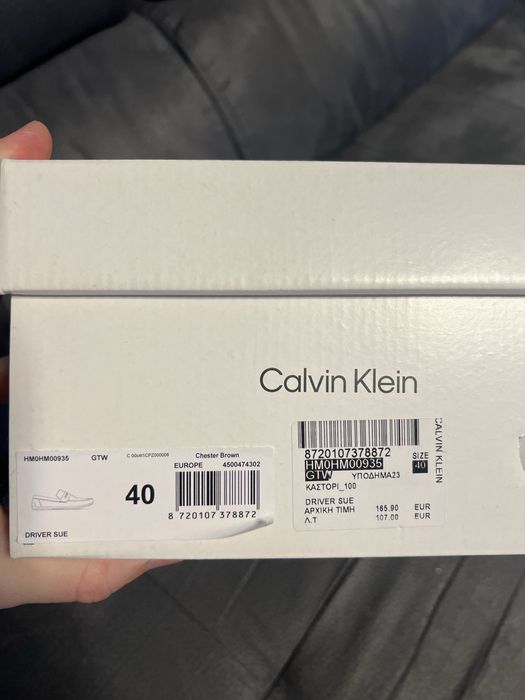 Calvin Klein
HM0HM00935 GTW Chester Brown
EUROPE 4500474302
40
8 720107 378872
DRIVER SUE
8720107378872
HM0HM00935
GTW ΥΠΟΔΗΜΑ23
ΚΑΣΤΟΡΙ_100
DRIVER SUE
ΑΡΧΙΚΗ ΤΙΜΗ 165.90 EUR
Λ.Τ 107.00 EUR
SIZE
40
CALVIN KLEIN